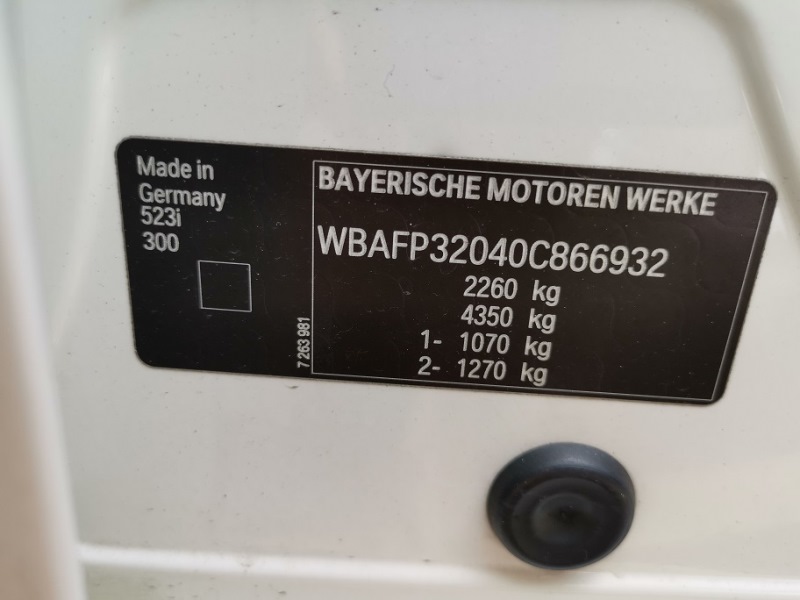 Made in
Germany
523i
300
7 263 981
BAYERISCHE MOTOREN WERKE
WBAFP32040C866932
2260 kg
4350 kg
1- 1070 kg
2- 1270 kg